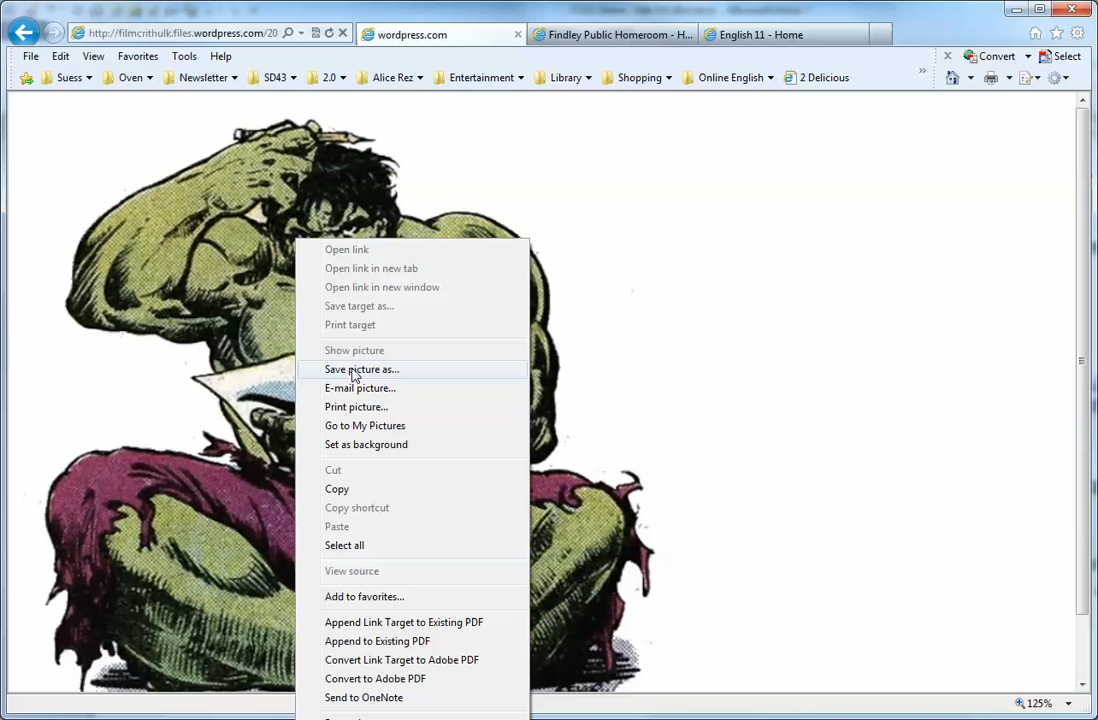 http://filmcrithulk.files.wordpress.com/20
wordpress.com
Findley Public Homeroom - H...
English 11 - Home
File Edit View Favorites Tools Help
Convert Select
Suess Oven Newsletter SD43 2.0 Alice Rez Entertainment Library Shopping Online English 2 Delicious
Open link
Open link in new tab
Open link in new window
Save target as...
Print target
Show picture
Save picture as...
E-mail picture...
Print picture...
Go to My Pictures
Set as background
Cut
Copy
Copy shortcut
Paste
Select all
View source
Add to favorites...
Append Link Target to Existing PDF
Append to Existing PDF
Convert Link Target to Adobe PDF
Convert to Adobe PDF
Send to OneNote
125%